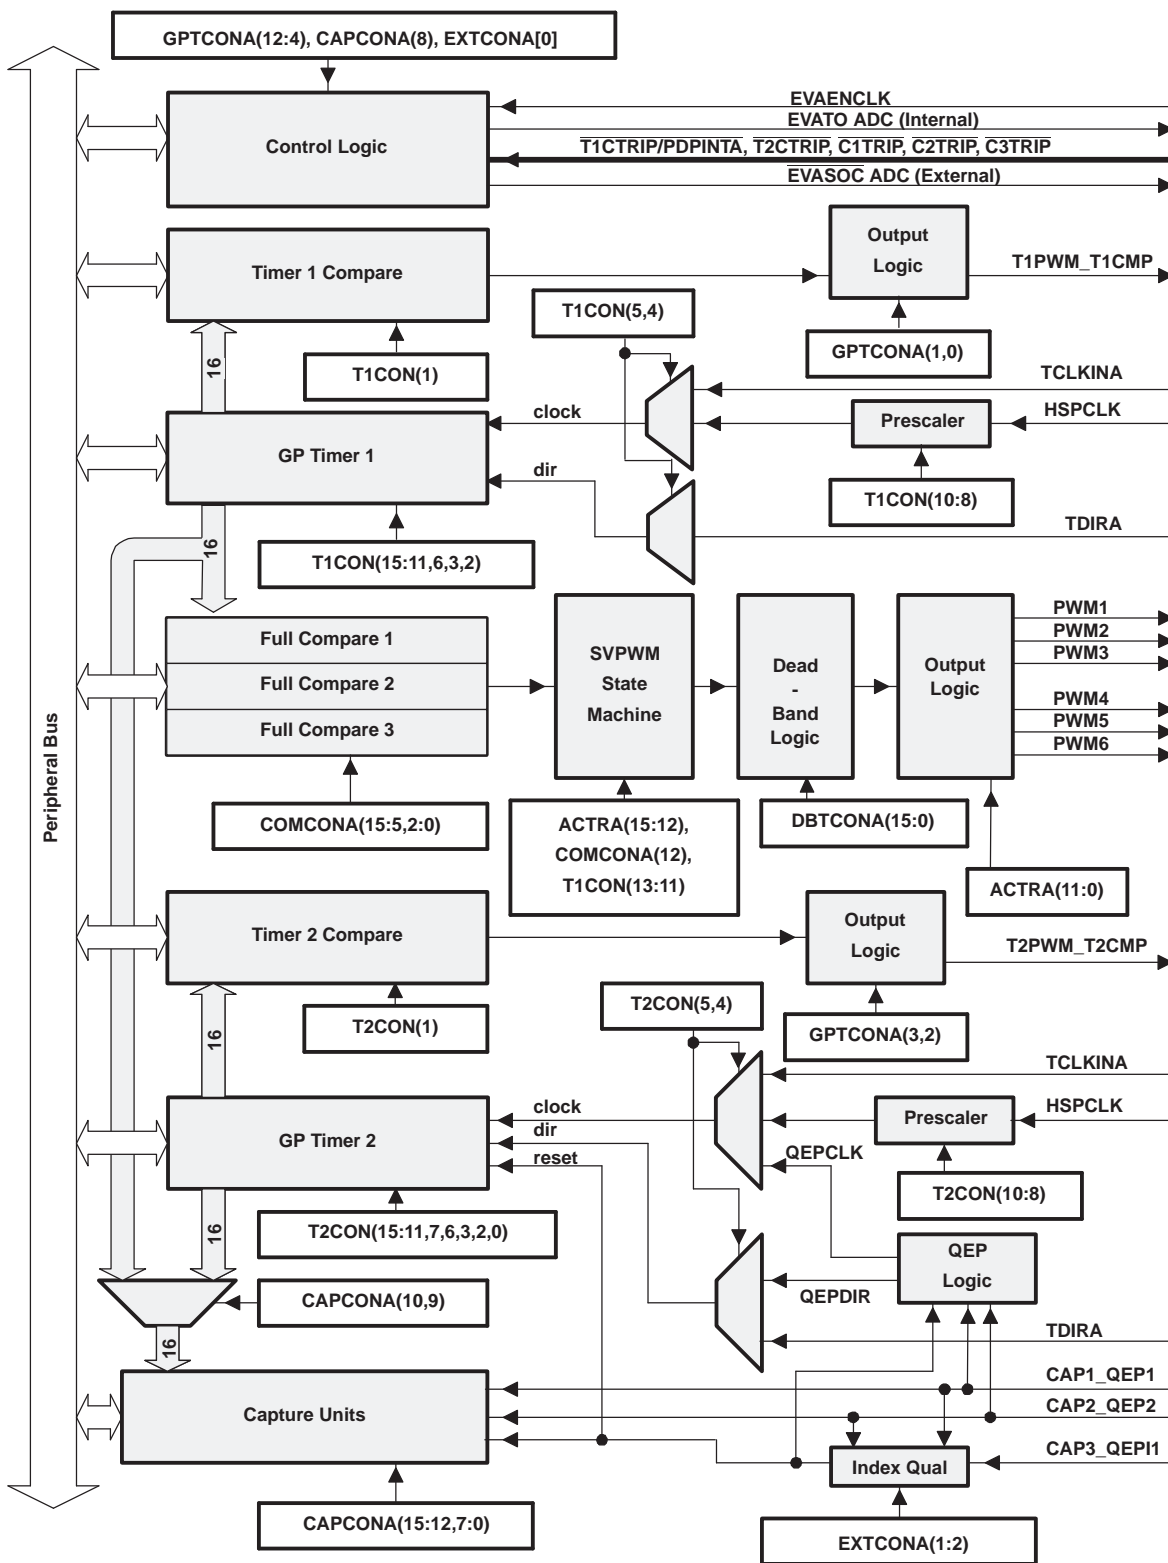 GPTCONA(12:4), CAPCONA(8), EXTCONA[0]
EVAENCLK
EVATO ADC (Internal)
Control Logic
T1CTRIP/PDPINTA, T2CTRIP, C1TRIP, C2TRIP, C3TRIP
EVASOC ADC (External)
Output
Logic
Timer 1 Compare
T1PWM_T1CMP
T1CON(5,4)
GPTCONA(1,0)
16
T1CON(1)
TCLKINA
clock
Prescaler
HSPCLK
GP Timer 1
dir
T1CON(10:8)
TDIRA
16
T1CON(15:11,6,3,2)
Full Compare 1
Full Compare 2
Full Compare 3
SVPWM
State
Machine
Dead
-
Band
Logic
Output
Logic
PWM1
PWM2
PWM3
PWM4
PWM5
PWM6
Peripheral Bus
COMCONA(15:5,2:0)
ACTRA(15:12),
COMCONA(12),
T1CON(13:11)
DBTCONA(15:0)
ACTRA(11:0)
Timer 2 Compare
Output
Logic
T2PWM_T2CMP
T2CON(1)
T2CON(5,4)
GPTCONA(3,2)
16
TCLKINA
clock
Prescaler
HSPCLK
GP Timer 2
dir
QEPCLK
reset
T2CON(10:8)
16
T2CON(15:11,7,6,3,2,0)
QEP
Logic
CAPCONA(10,9)
QEPDIR
TDIRA
16
CAP1_QEP1
Capture Units
CAP2_QEP2
Index Qual
CAP3_QEPI1
CAPCONA(15:12,7:0)
EXTCONA(1:2)